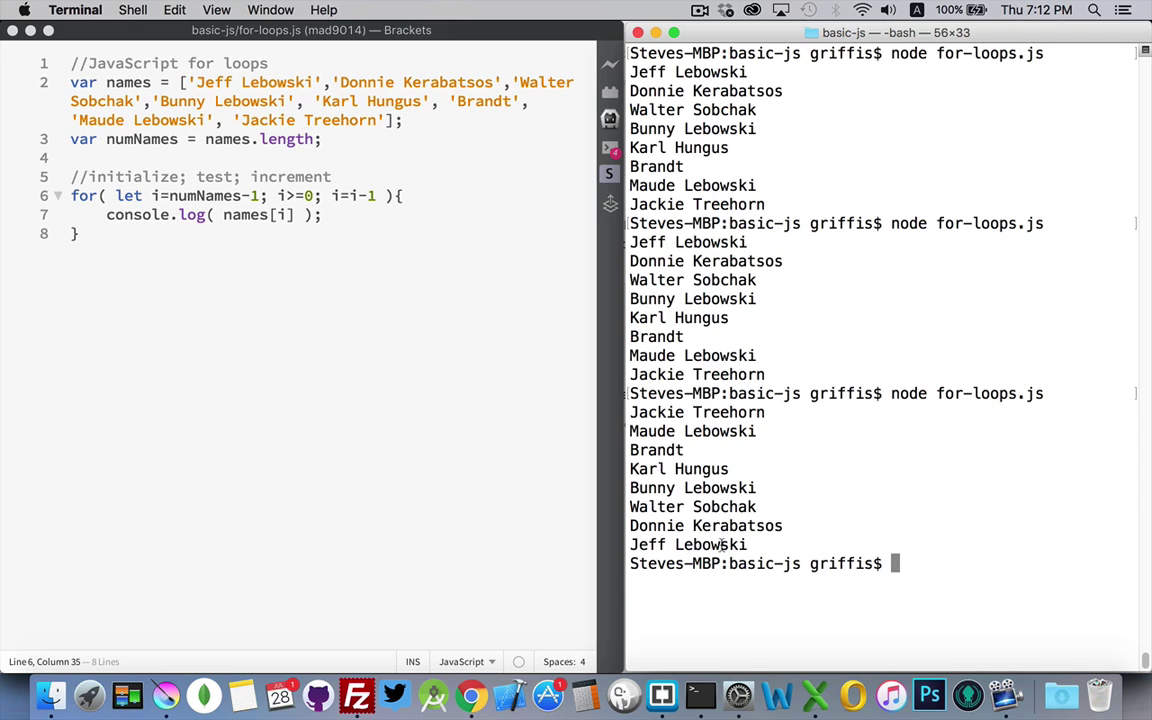 Terminal Shell Edit View Window Help 100% Thu 7:12 PM
basic-js/for-loops.js (mad9014) — Brackets
1 //JavaScript for loops
2 var names = ['Jeff Lebowski','Donnie Kerabatsos','Walter
Sobchak','Bunny Lebowski', 'Karl Hungus', 'Brandt',
'Maude Lebowski', 'Jackie Treehorn'];
3 var numNames = names.length;
4
5 //initialize; test; increment
6 for( let i=numNames-1; i>=0; i=i-1 ){
7 console.log( names[i] );
8 }
Line 6, Column 35 — 8 Lines
INS JavaScript Spaces: 4
basic-js — -bash — 56×33
Steves-MBP:basic-js griffis$ node for-loops.js
Jeff Lebowski
Donnie Kerabatsos
Walter Sobchak
Bunny Lebowski
Karl Hungus
Brandt
Maude Lebowski
Jackie Treehorn
Steves-MBP:basic-js griffis$ node for-loops.js
Jeff Lebowski
Donnie Kerabatsos
Walter Sobchak
Bunny Lebowski
Karl Hungus
Brandt
Maude Lebowski
Jackie Treehorn
Steves-MBP:basic-js griffis$ node for-loops.js
Jackie Treehorn
Maude Lebowski
Brandt
Karl Hungus
Bunny Lebowski
Walter Sobchak
Donnie Kerabatsos
Jeff Lebowski
Steves-MBP:basic-js griffis$